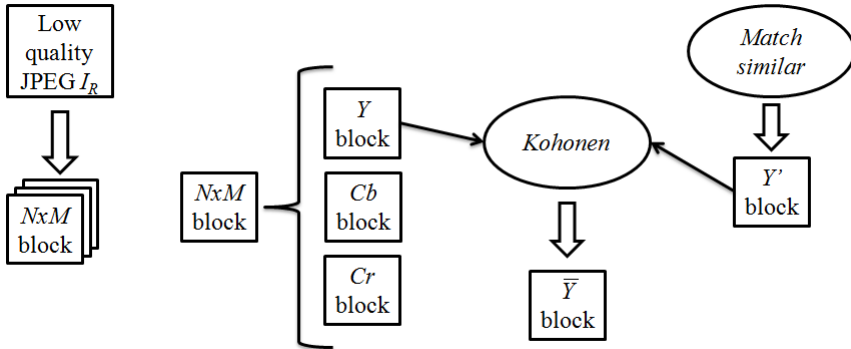 Low
quality
JPEG I_R
NxM
block
NxM
block
Y
block
Cb
block
Cr
block
Kohonen
Y̅
block
Match
similar
Y’
block